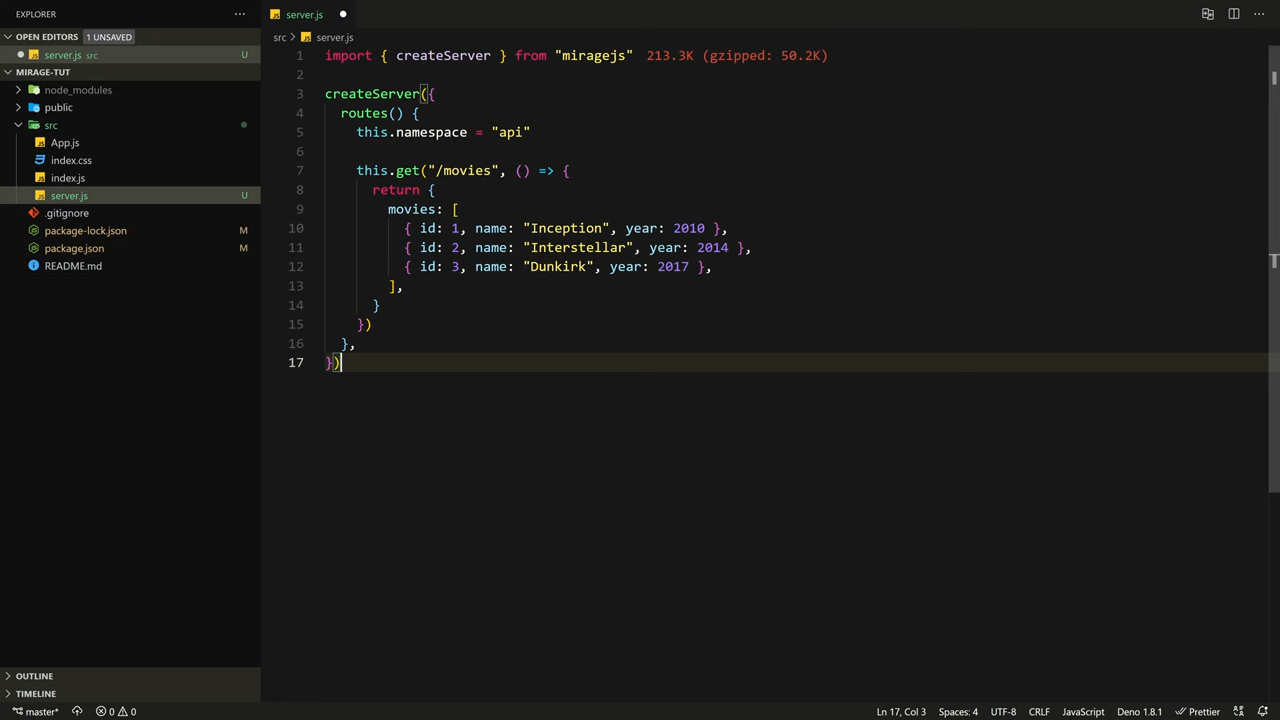 EXPLORER
server.js
OPEN EDITORS 1 UNSAVED
server.js src U
MIRAGE-TUT
node_modules
public
src
App.js
index.css
index.js
server.js U
.gitignore
package-lock.json M
package.json M
README.md
OUTLINE
TIMELINE
src > server.js
1 import { createServer } from "miragejs" 213.3K (gzipped: 50.2K)
2
3 createServer({
4 routes() {
5 this.namespace = "api"
6
7 this.get("/movies", () => {
8 return {
9 movies: [
10 { id: 1, name: "Inception", year: 2010 },
11 { id: 2, name: "Interstellar", year: 2014 },
12 { id: 3, name: "Dunkirk", year: 2017 },
13 ],
14 }
15 })
16 },
17 })
master* 0 0 Ln 17, Col 3 Spaces: 4 UTF-8 CRLF JavaScript Deno 1.8.1 Prettier